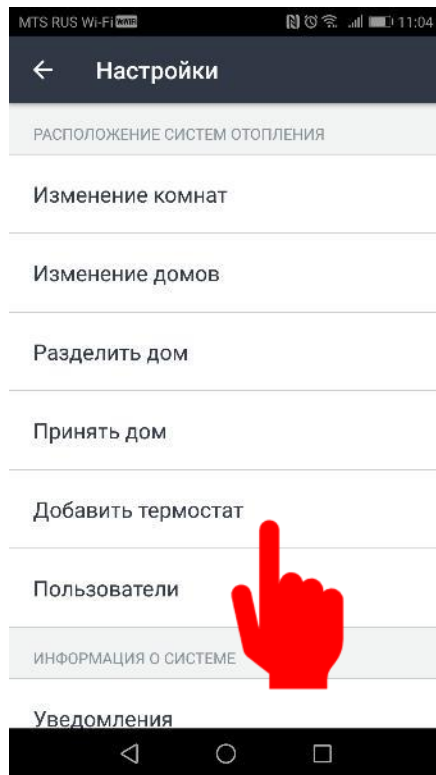 MTS RUS Wi-Fi 11:04
Настройки
РАСПОЛОЖЕНИЕ СИСТЕМ ОТОПЛЕНИЯ
Изменение комнат
Изменение домов
Разделить дом
Принять дом
Добавить термостат
Пользователи
ИНФОРМАЦИЯ О СИСТЕМЕ
Уведомления